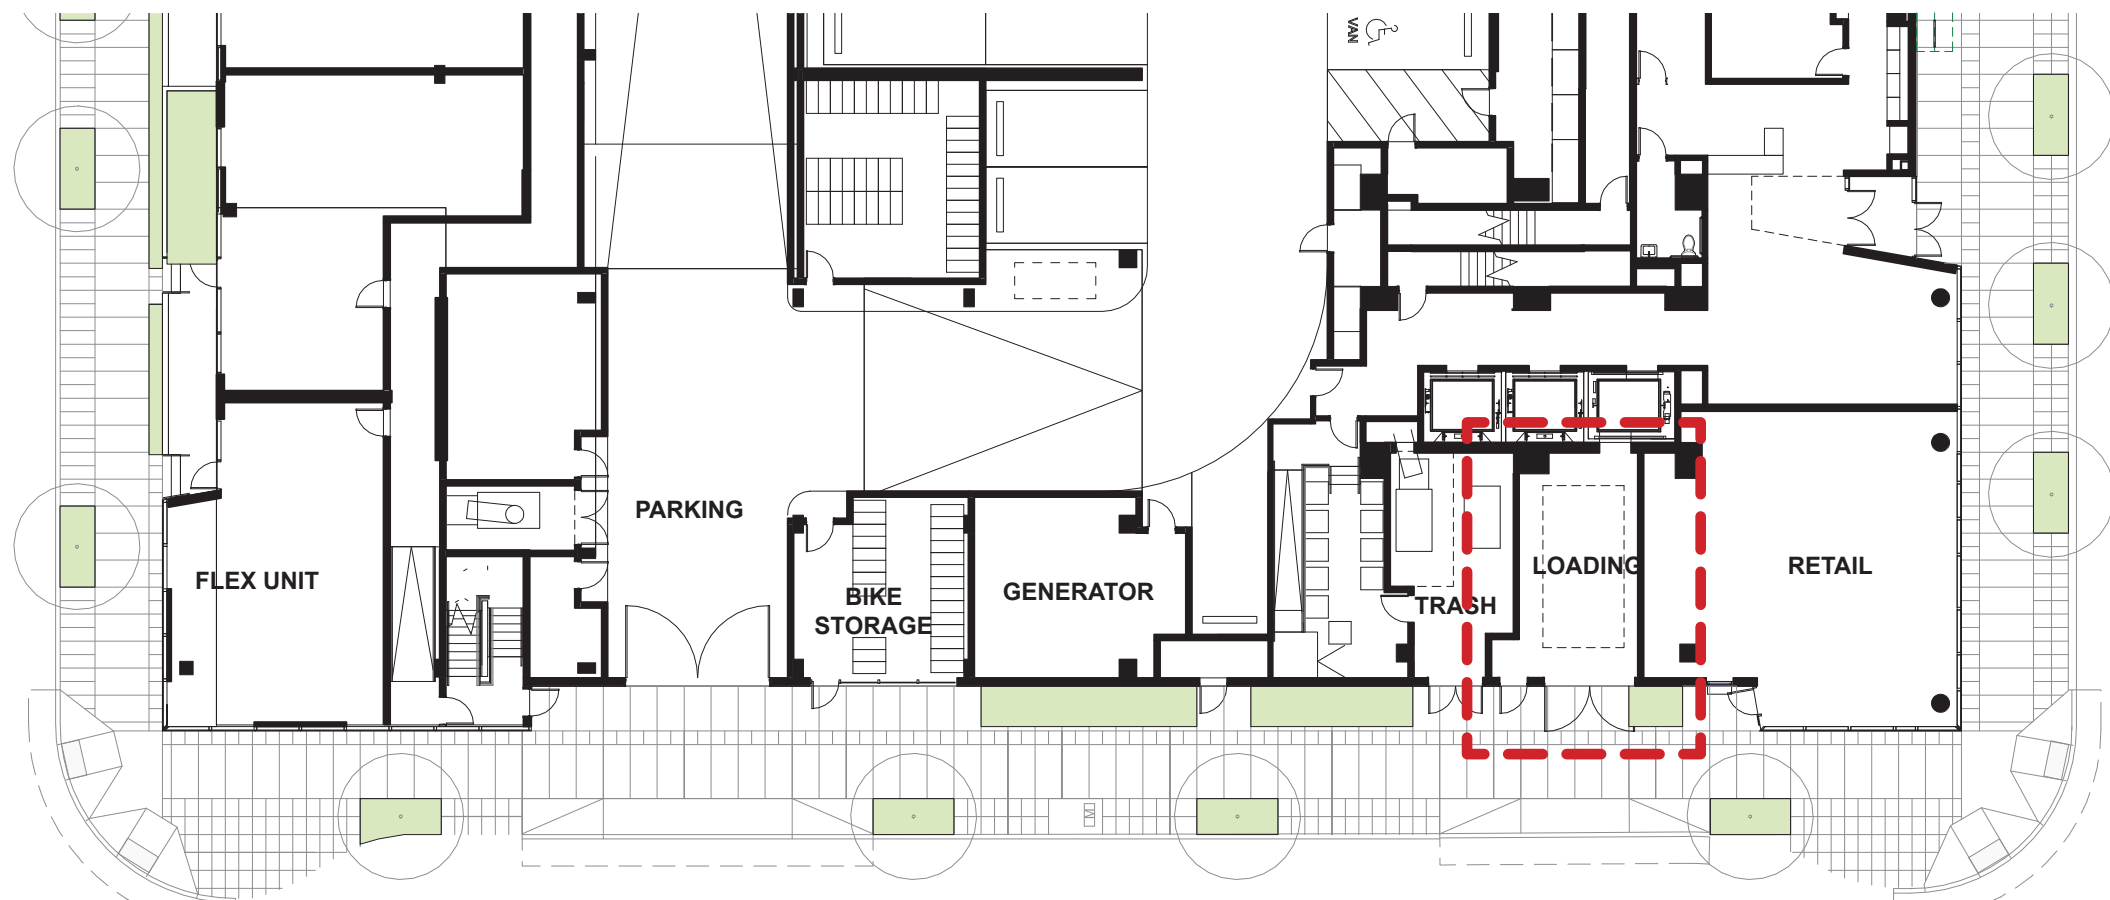 VAN
PARKING
FLEX UNIT
BIKE
STORAGE
GENERATOR
TRASH
LOADING
RETAIL
M